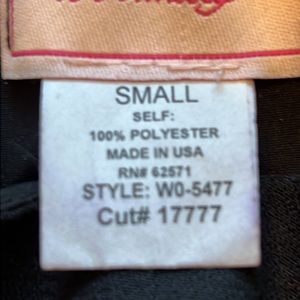 SMALL
SELF:
100% POLYESTER
MADE IN USA
RN# 62571
STYLE: W0-5477
Cut# 17777